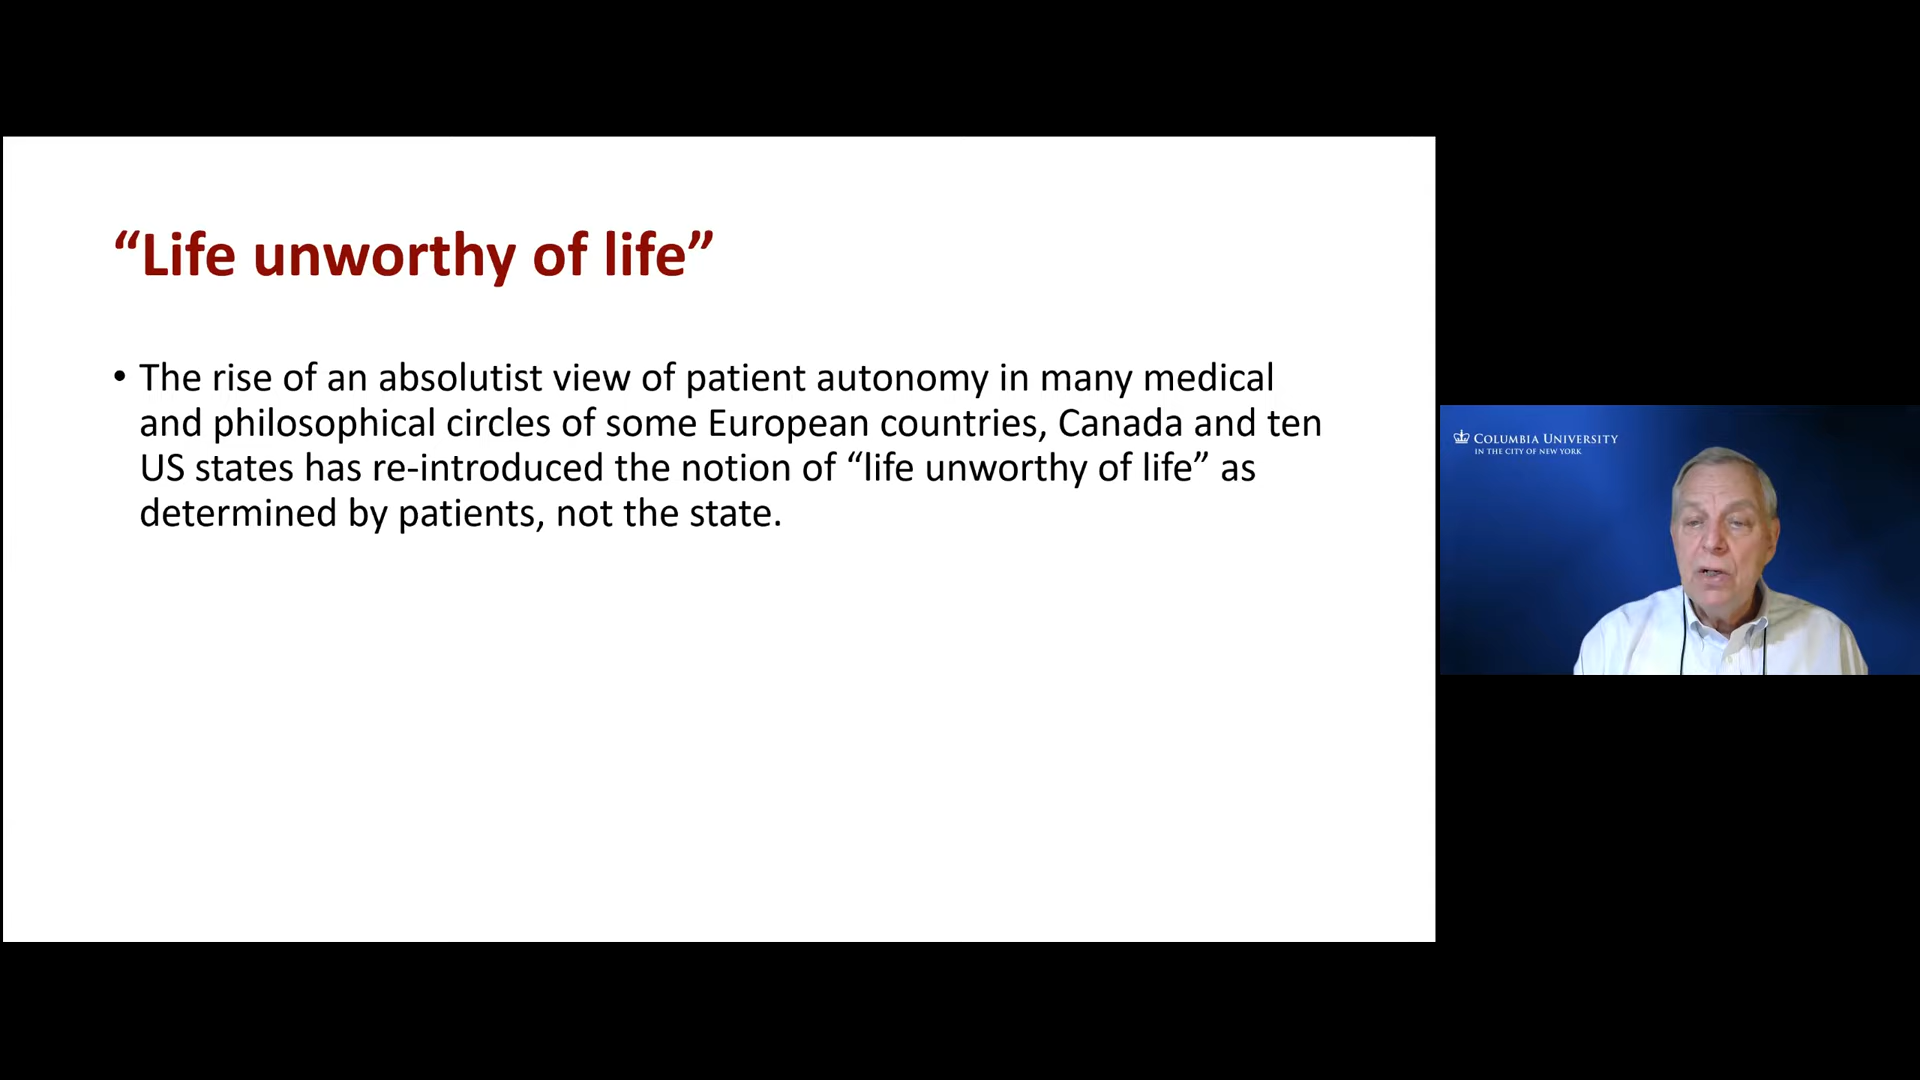 “Life unworthy of life”
• The rise of an absolutist view of patient autonomy in many medical
and philosophical circles of some European countries, Canada and ten
US states has re-introduced the notion of “life unworthy of life” as
determined by patients, not the state.
COLUMBIA UNIVERSITY
IN THE CITY OF NEW YORK